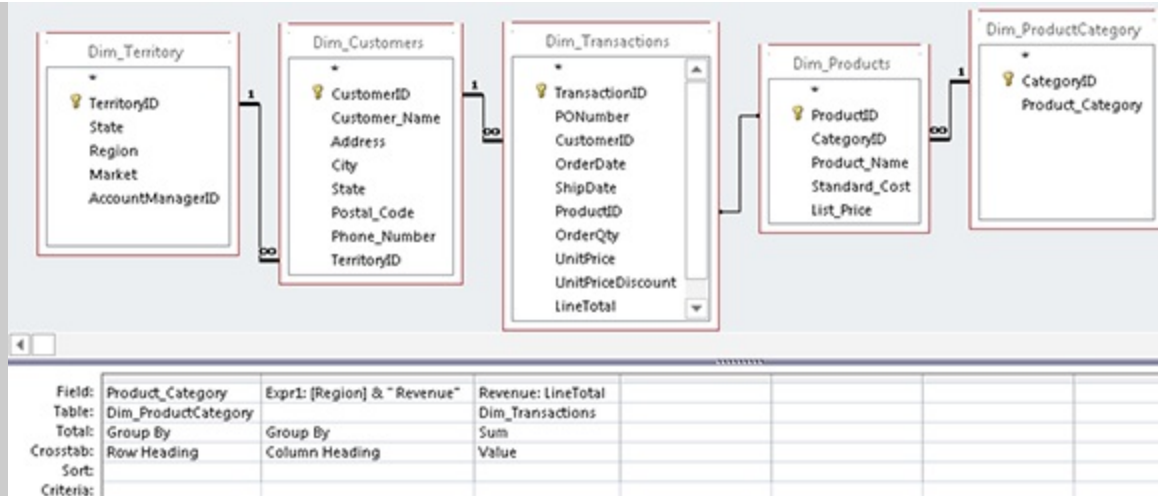 Dim_Territory
*
TerritoryID
State
Region
Market
AccountManagerID
1
∞
Dim_Customers
*
CustomerID
Customer_Name
Address
City
State
Postal_Code
Phone_Number
TerritoryID
1
∞
Dim_Transactions
*
TransactionID
PONumber
CustomerID
OrderDate
ShipDate
ProductID
OrderQty
UnitPrice
UnitPriceDiscount
LineTotal
Dim_Products
*
ProductID
CategoryID
Product_Name
Standard_Cost
List_Price
∞
1
Dim_ProductCategory
*
CategoryID
Product_Category
Field: Product_Category Expr1: [Region] & " Revenue" Revenue: LineTotal
Table: Dim_ProductCategory Dim_Transactions
Total: Group By Group By Sum
Crosstab: Row Heading Column Heading Value
Sort:
Criteria: